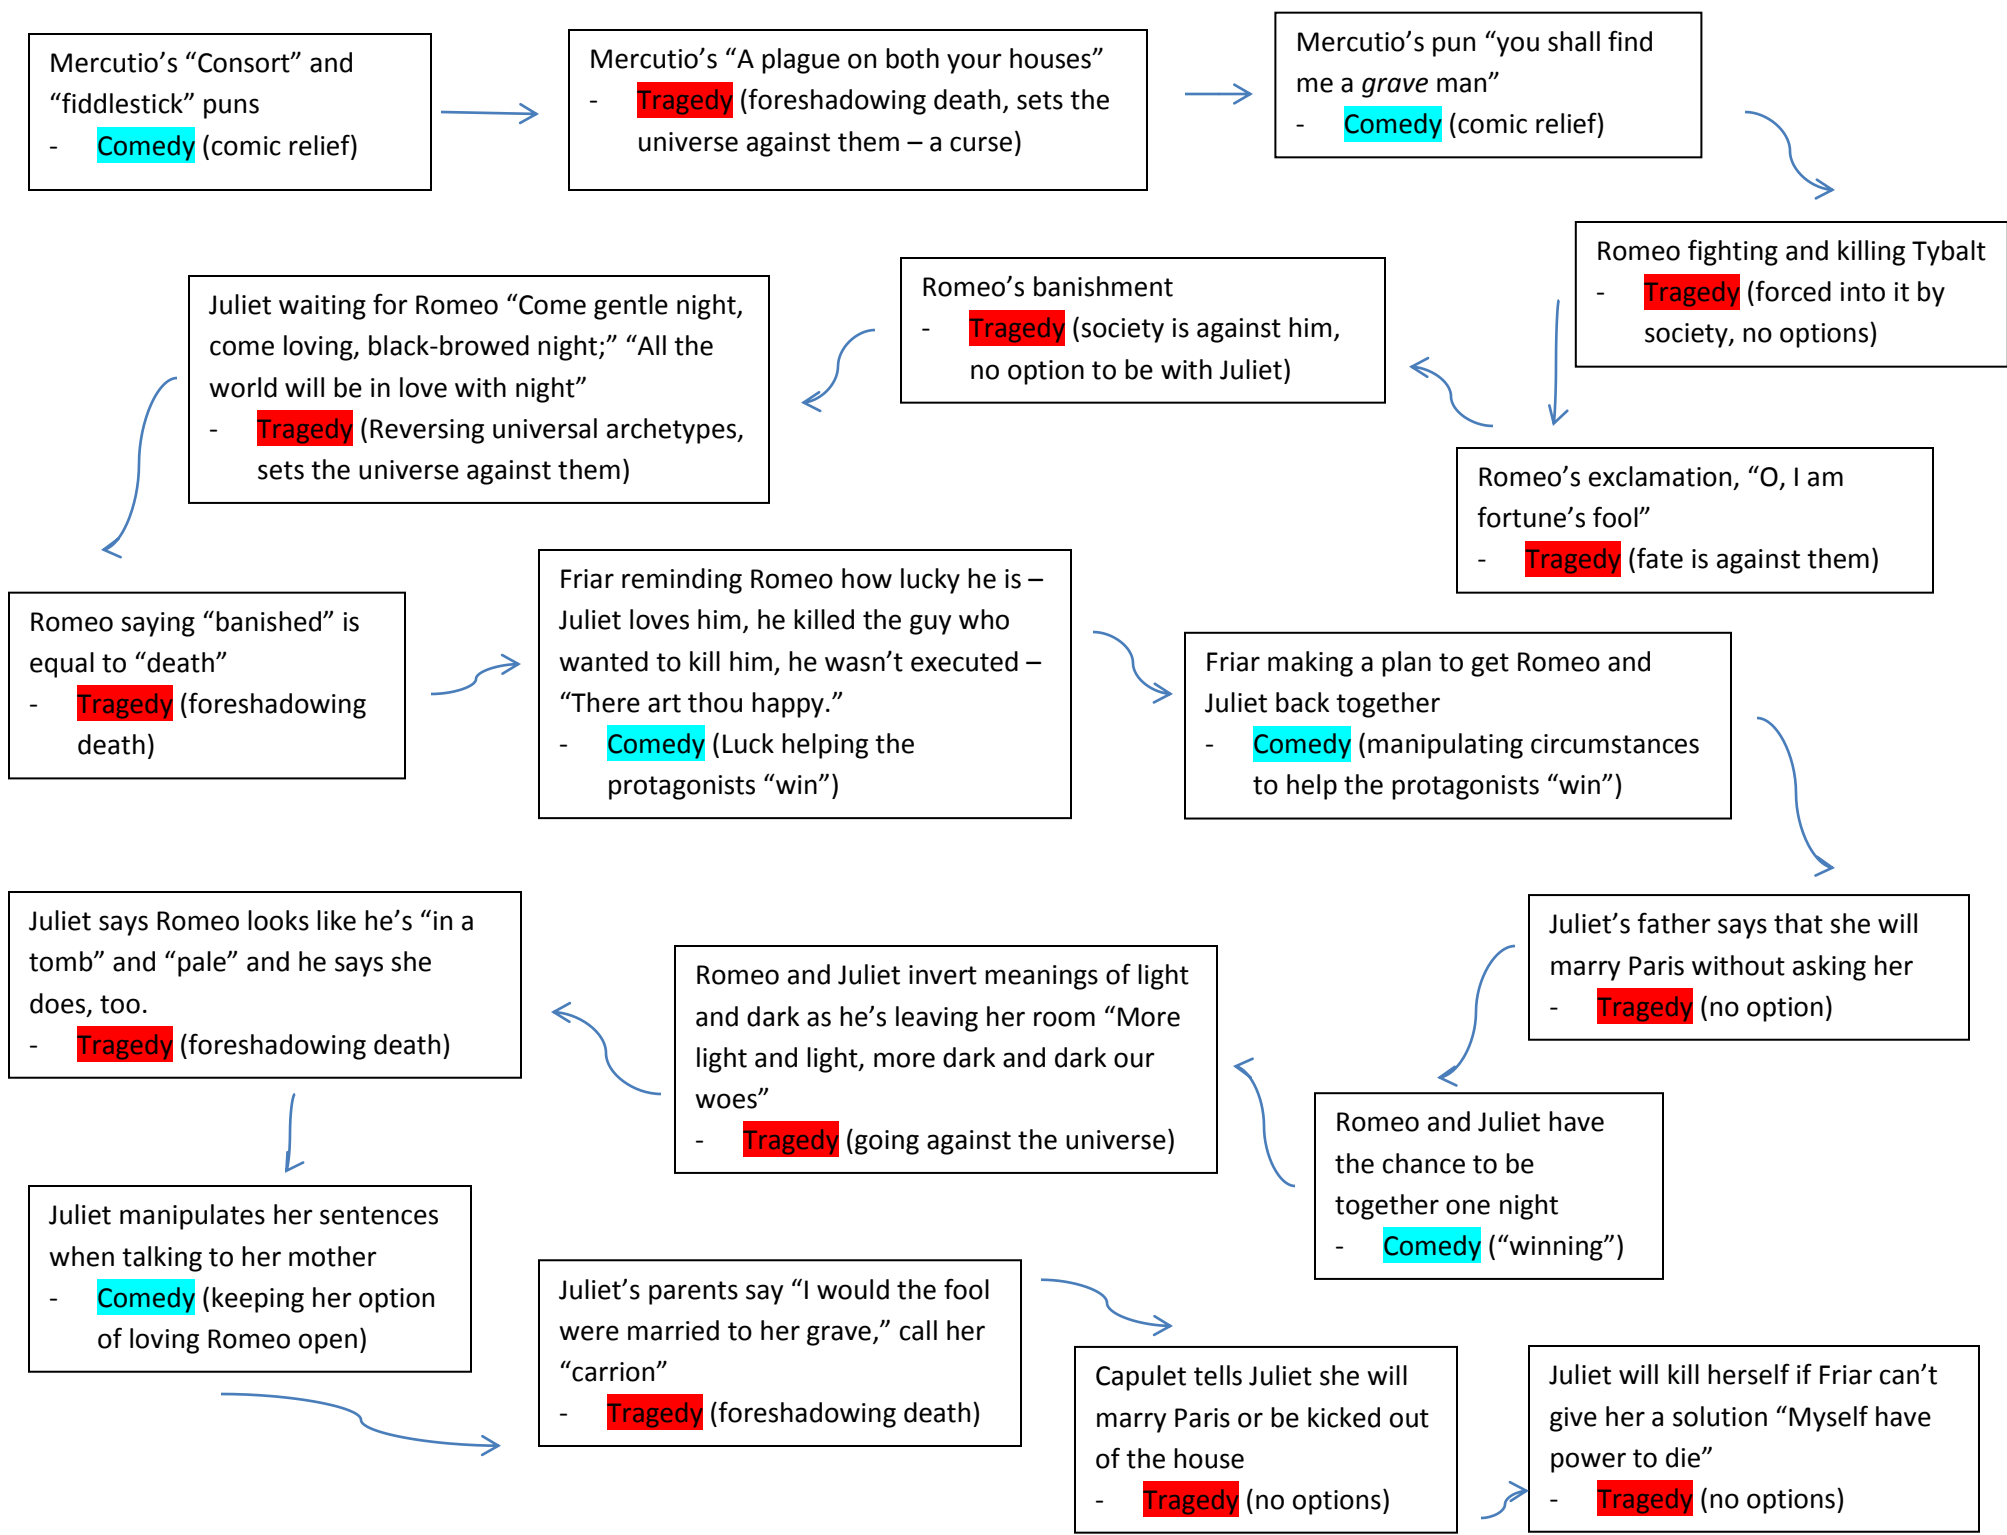 Mercutio’s “Consort” and
“fiddlestick” puns
- Comedy (comic relief)
Mercutio’s “A plague on both your houses”
- Tragedy (foreshadowing death, sets the
universe against them – a curse)
Mercutio’s pun “you shall find
me a grave man”
- Comedy (comic relief)
Romeo fighting and killing Tybalt
- Tragedy (forced into it by
society, no options)
Romeo’s exclamation, “O, I am
fortune’s fool”
- Tragedy (fate is against them)
Romeo’s banishment
- Tragedy (society is against him,
no option to be with Juliet)
Juliet waiting for Romeo “Come gentle night,
come loving, black-browed night;” “All the
world will be in love with night”
- Tragedy (Reversing universal archetypes,
sets the universe against them)
Romeo saying “banished” is
equal to “death”
- Tragedy (foreshadowing
death)
Friar reminding Romeo how lucky he is –
Juliet loves him, he killed the guy who
wanted to kill him, he wasn’t executed –
“There art thou happy.”
- Comedy (Luck helping the
protagonists “win”)
Friar making a plan to get Romeo and
Juliet back together
- Comedy (manipulating circumstances
to help the protagonists “win”)
Juliet’s father says that she will
marry Paris without asking her
- Tragedy (no option)
Romeo and Juliet have
the chance to be
together one night
- Comedy (“winning”)
Romeo and Juliet invert meanings of light
and dark as he’s leaving her room “More
light and light, more dark and dark our
woes”
- Tragedy (going against the universe)
Juliet says Romeo looks like he’s “in a
tomb” and “pale” and he says she
does, too.
- Tragedy (foreshadowing death)
Juliet manipulates her sentences
when talking to her mother
- Comedy (keeping her option
of loving Romeo open)
Juliet’s parents say “I would the fool
were married to her grave,” call her
“carrion”
- Tragedy (foreshadowing death)
Capulet tells Juliet she will
marry Paris or be kicked out
of the house
- Tragedy (no options)
Juliet will kill herself if Friar can’t
give her a solution “Myself have
power to die”
- Tragedy (no options)